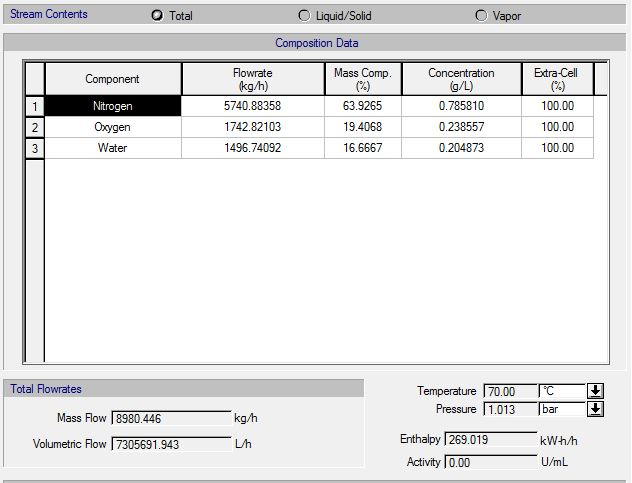 Stream Contents Total Liquid/Solid Vapor
Composition Data
Component Flowrate (kg/h) Mass Comp. (%) Concentration (g/L) Extra-Cell (%)
1 Nitrogen 5740.88358 63.9265 0.785810 100.00
2 Oxygen 1742.82103 19.4068 0.238557 100.00
3 Water 1496.74092 16.6667 0.204873 100.00
Total Flowrates
Mass Flow 8980.446 kg/h
Volumetric Flow 7305691.943 L/h
Temperature 70.00 °C
Pressure 1.013 bar
Enthalpy 269.019 kW-h/h
Activity 0.00 U/mL